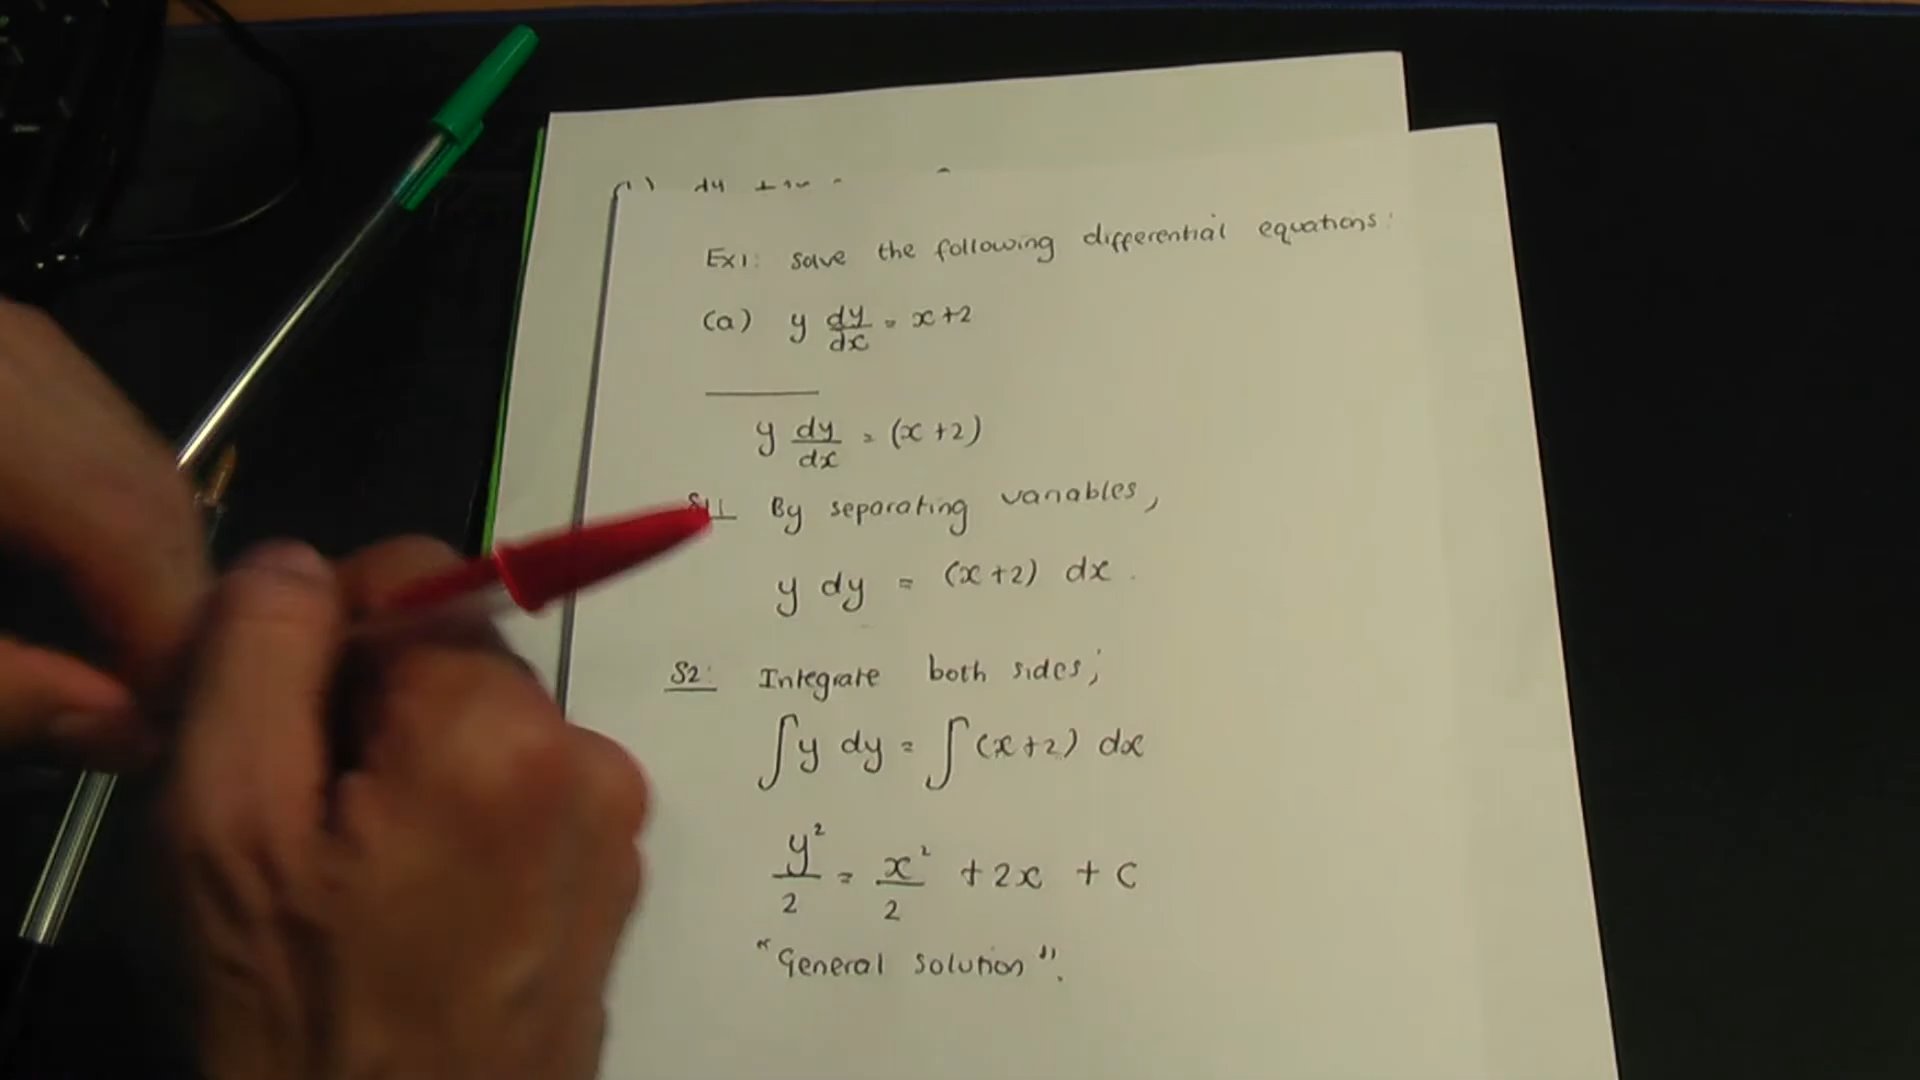 Ex1: Solve the following differential equations:
(a) y dy/dx = x+2
y dy/dx = (x+2)
S1: By separating variables,
y dy = (x+2) dx.
S2: Integrate both sides;
∫y dy = ∫(x+2) dx
y²/2 = x²/2 + 2x + C
"General Solution".